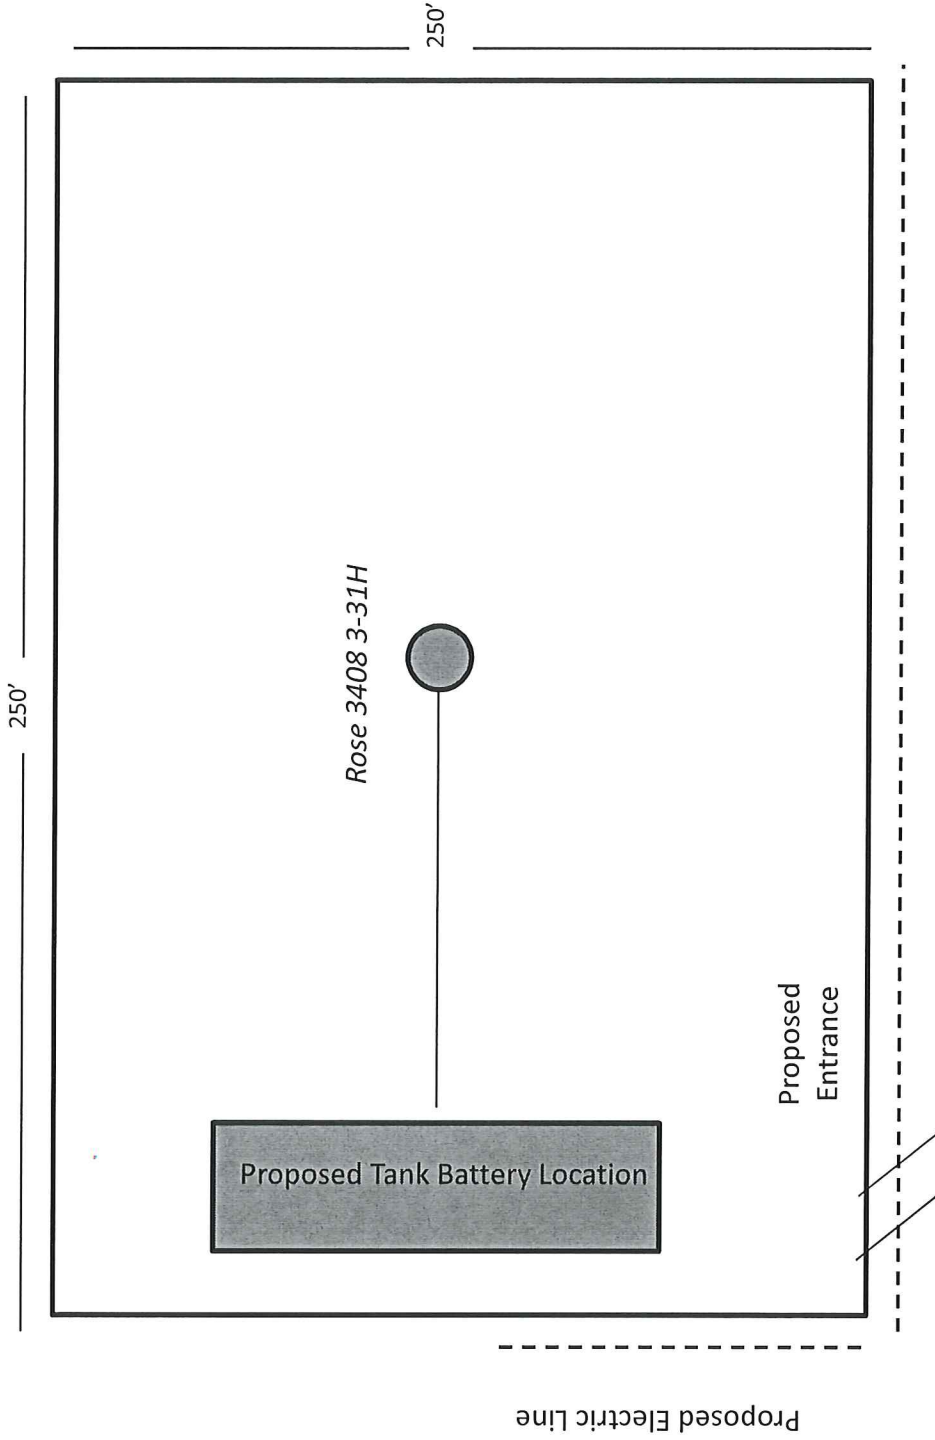 250'
250'
Rose 3408 3-31H
Proposed
Entrance
Proposed Tank Battery Location
Proposed Electric Line